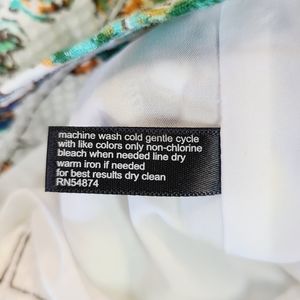 machine wash cold gentle cycle
with like colors only non-chlorine
bleach when needed line dry
warm iron if needed
for best results dry clean
RN54874